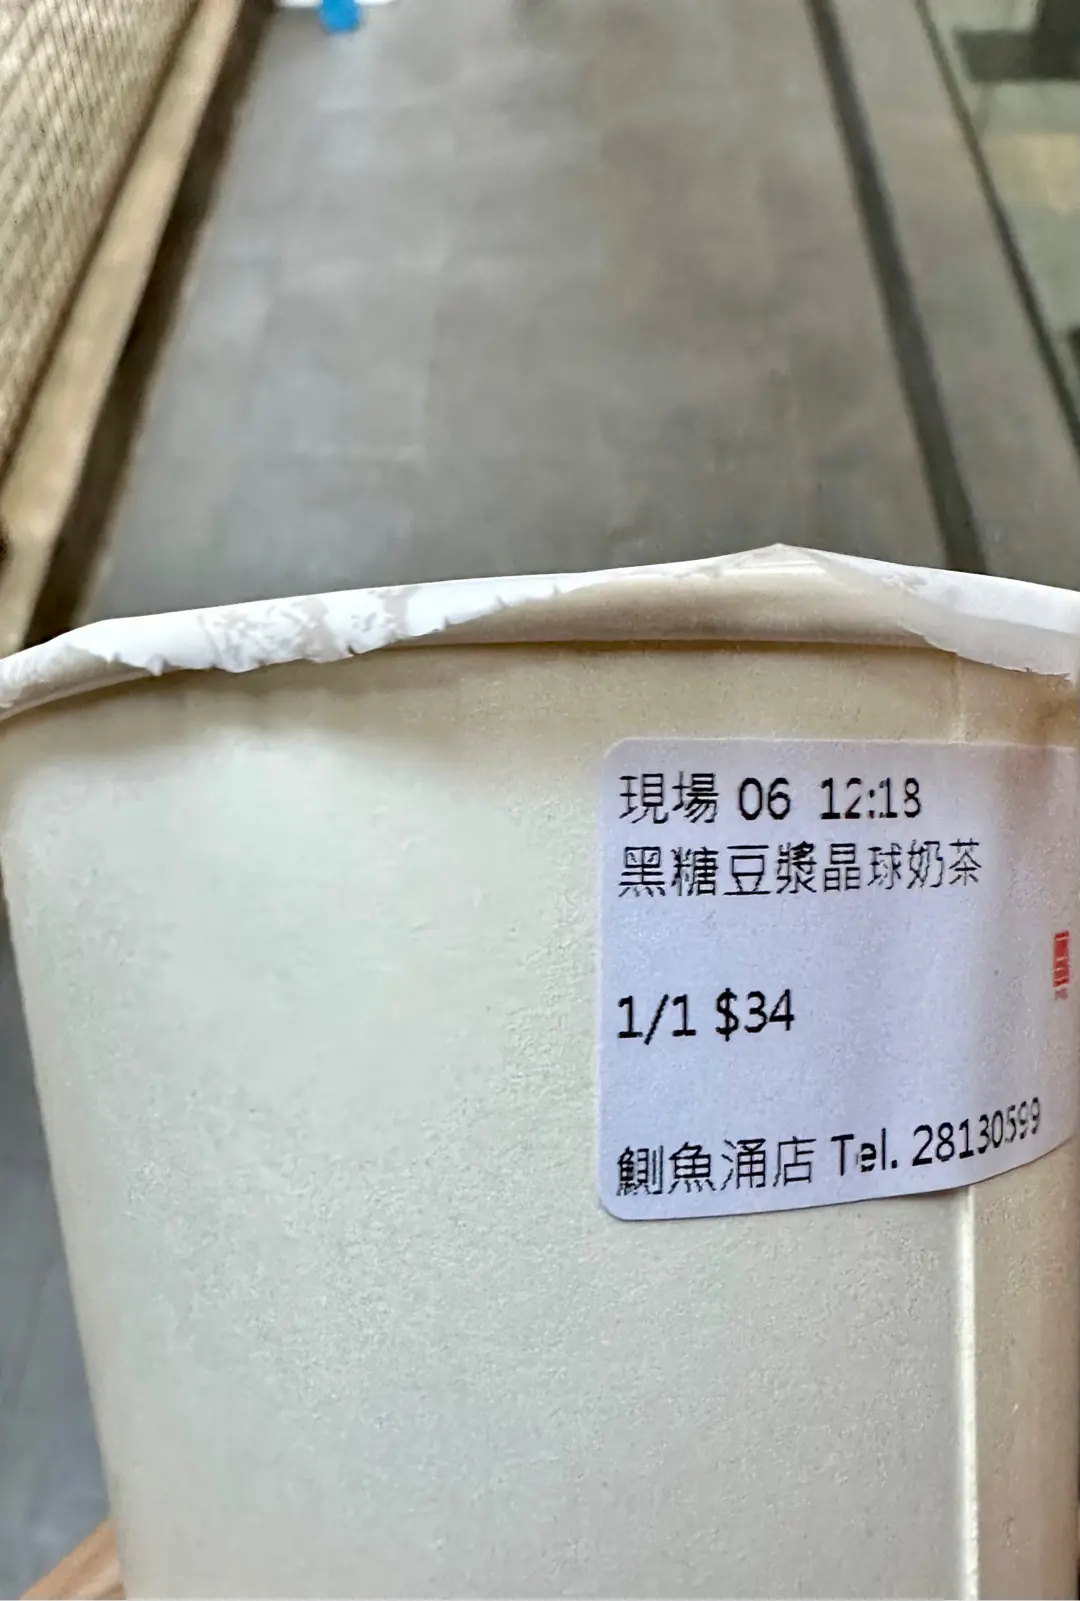 現場 06 12:18
黑糖豆漿晶球奶茶
1/1 $34
鰂魚涌店 Tel. 28130599